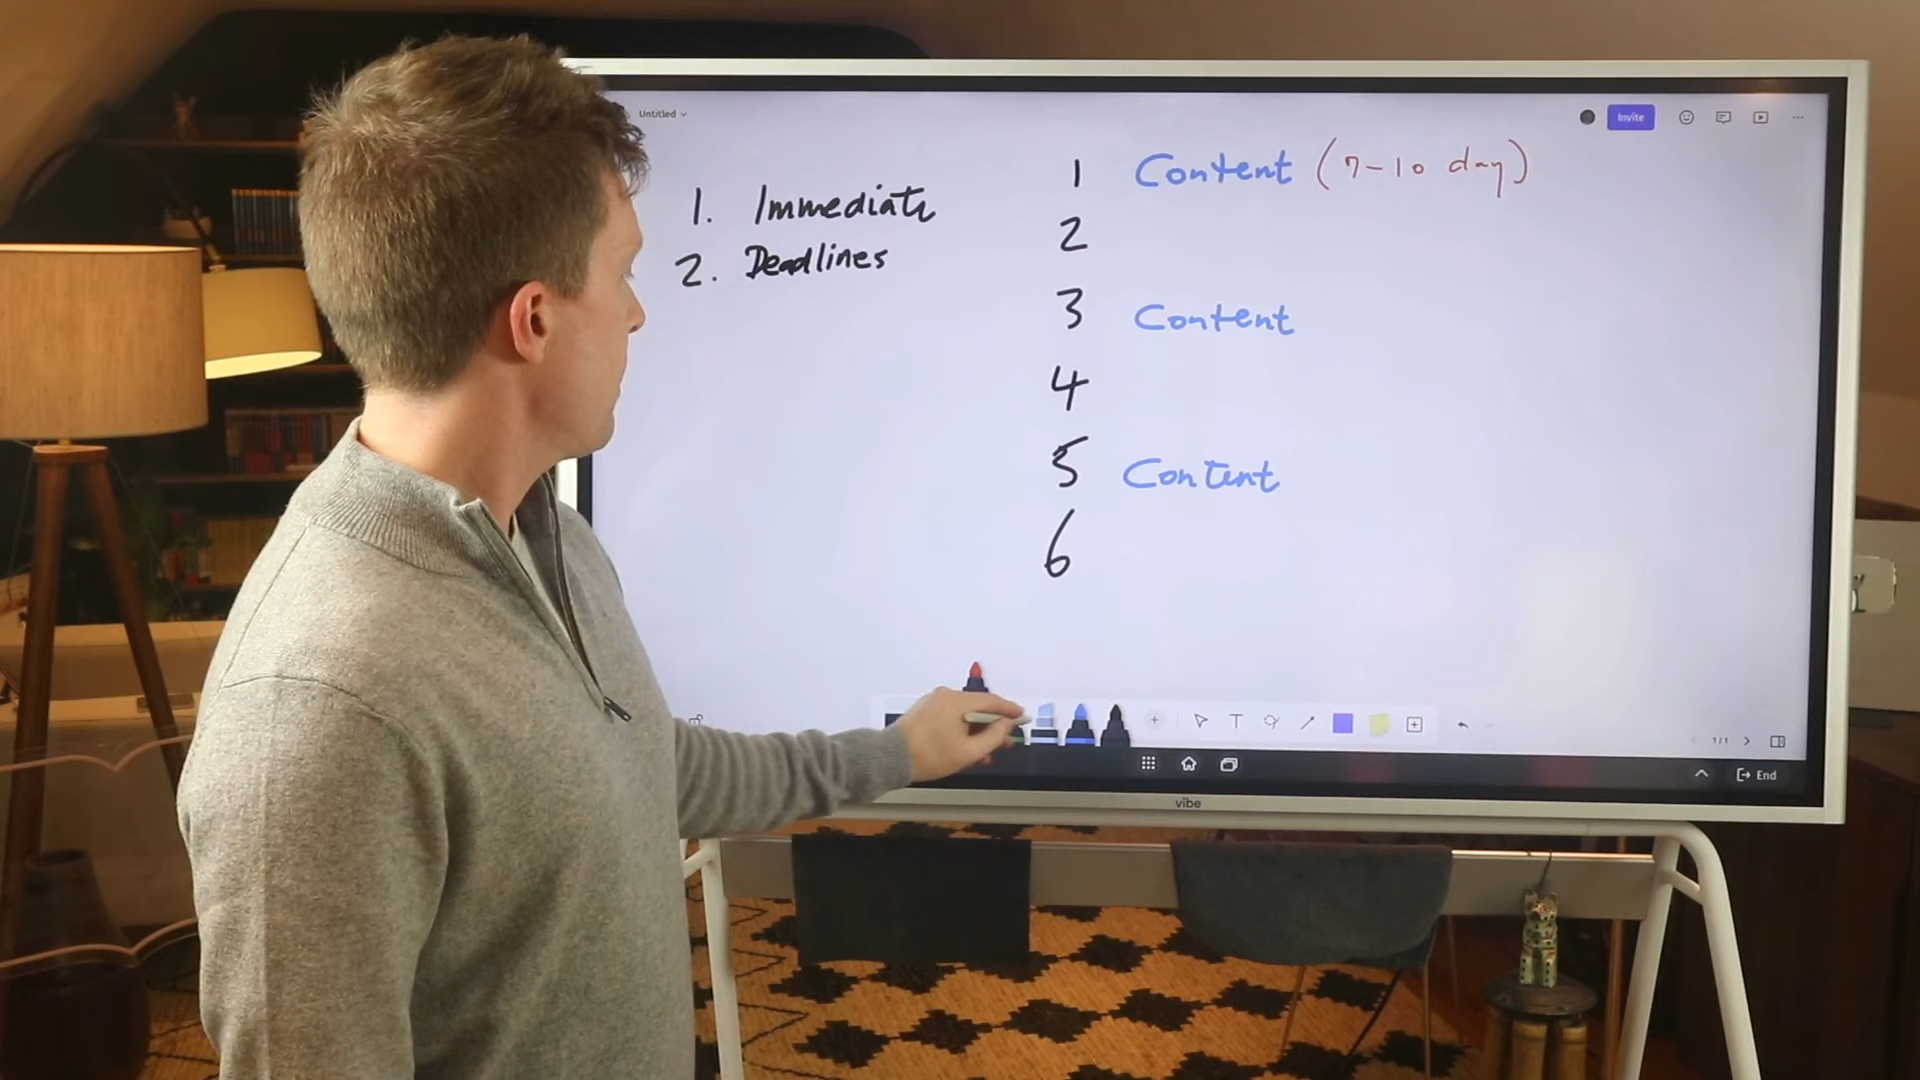 Untitled
Invite
1. Immediate
2. Deadlines
1 Content (7-10 day)
2
3 Content
4
5 Content
6
T
1/1
End
vibe